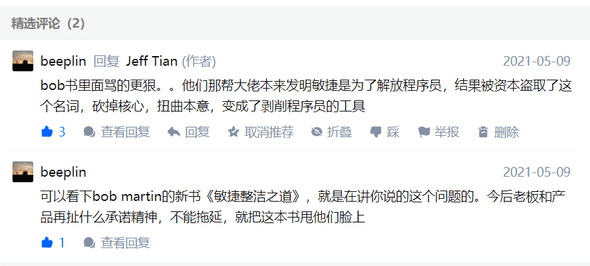 精选评论（2）
beeplin 回复 Jeff Tian (作者) 2021-05-09
bob书里面骂的更狠。。他们那帮大佬本来发明敏捷是为了解放程序员，结果被资本盗取了这
个名词，砍掉核心，扭曲本意，变成了剥削程序员的工具
3 查看回复 回复 取消推荐 折叠 踩 举报 删除
beeplin 2021-05-09
可以看下bob martin的新书《敏捷整洁之道》，就是在讲你说的这个问题的。今后老板和产
品再扯什么承诺精神，不能拖延，就把这本书甩他们脸上
1 查看回复